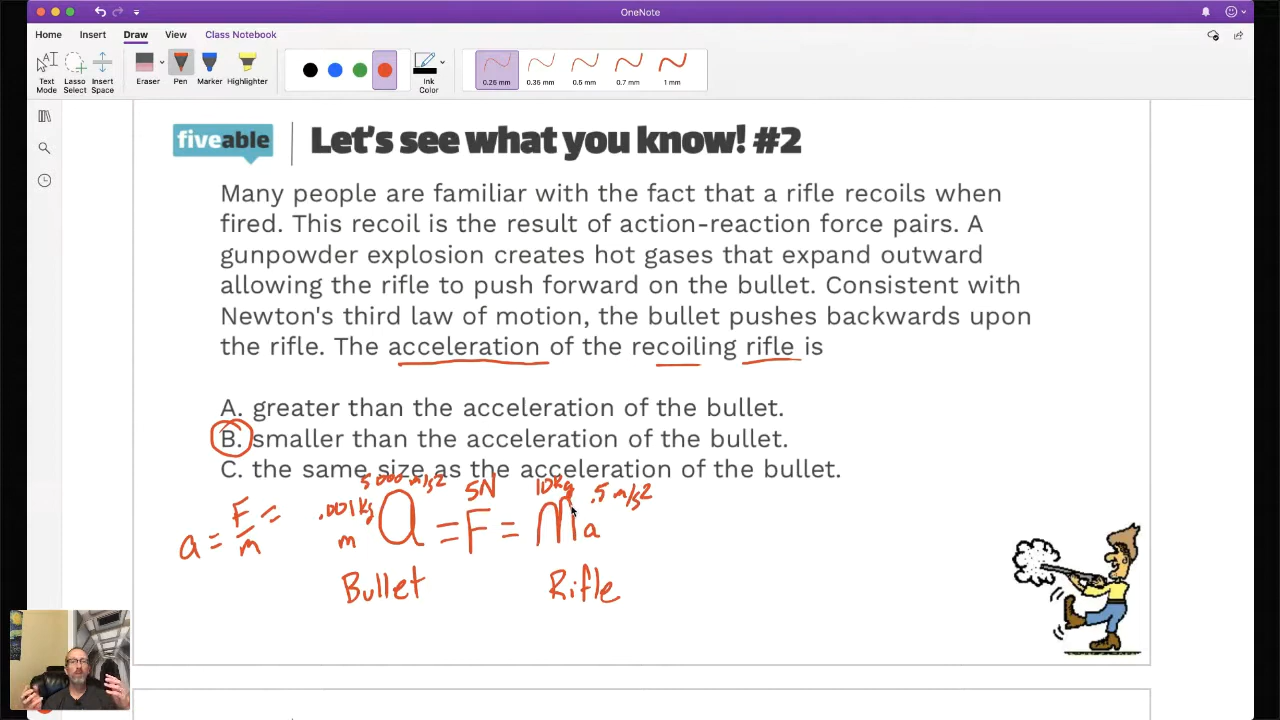 OneNote
Home Insert Draw View Class Notebook
Text Mode Lasso Select Insert Space Eraser Pen Marker Highlighter Ink Color 0.25 mm 0.35 mm 0.5 mm 0.7 mm 1 mm
fiveable Let's see what you know! #2
Many people are familiar with the fact that a rifle recoils when
fired. This recoil is the result of action-reaction force pairs. A
gunpowder explosion creates hot gases that expand outward
allowing the rifle to push forward on the bullet. Consistent with
Newton's third law of motion, the bullet pushes backwards upon
the rifle. The acceleration of the recoiling rifle is
A. greater than the acceleration of the bullet.
B. smaller than the acceleration of the bullet.
C. the same size as the acceleration of the bullet.
5000 m/s2 5N 10kg .5 m/s2
.001kg
a = F/m = m a = F = m a
Bullet Rifle